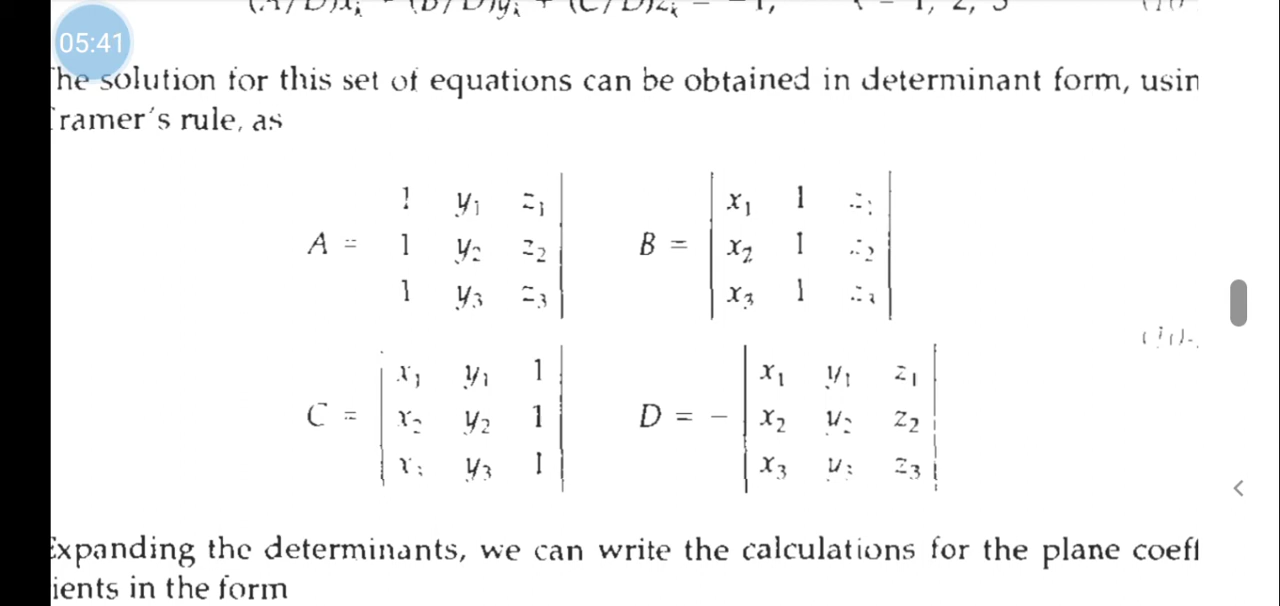 05:41
he solution for this set of equations can be obtained in determinant form, usin
ramer's rule, as
A = 1 y₁ z₁ B = x₁ 1 z₁
1 y₂ z₂ x₂ 1 z₂
1 y₃ z₃ x₃ 1 z₃
C = x₁ y₁ 1 D = − x₁ y₁ z₁
x₂ y₂ 1 x₂ y₂ z₂
x₃ y₃ 1 x₃ y₃ z₃
Expanding the determinants, we can write the calculations for the plane coeff
ients in the form